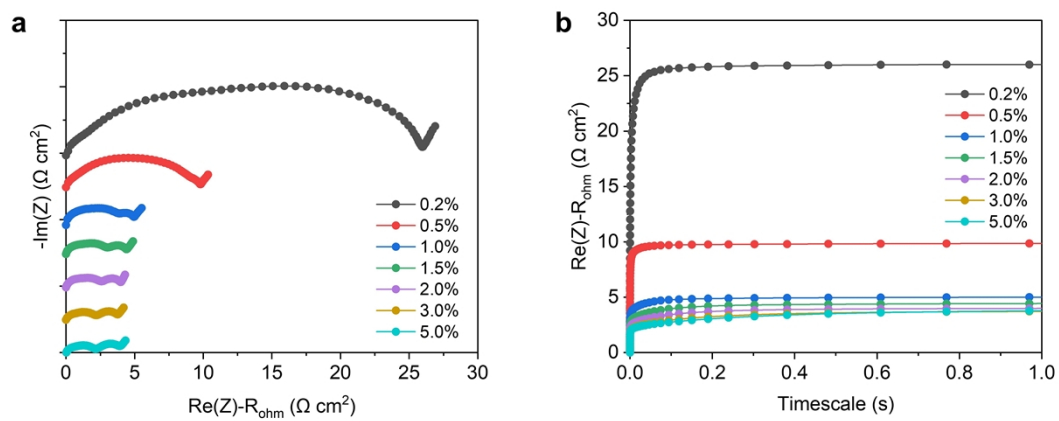 a
-Im(Z) (Ω cm²)
0.2%
0.5%
1.0%
1.5%
2.0%
3.0%
5.0%
0 5 10 15 20 25 30
Re(Z)-Rohm (Ω cm²)
b
Re(Z)-Rohm (Ω cm²)
30
25
20
15
10
5
0
0.2%
0.5%
1.0%
1.5%
2.0%
3.0%
5.0%
0.0 0.2 0.4 0.6 0.8 1.0
Timescale (s)